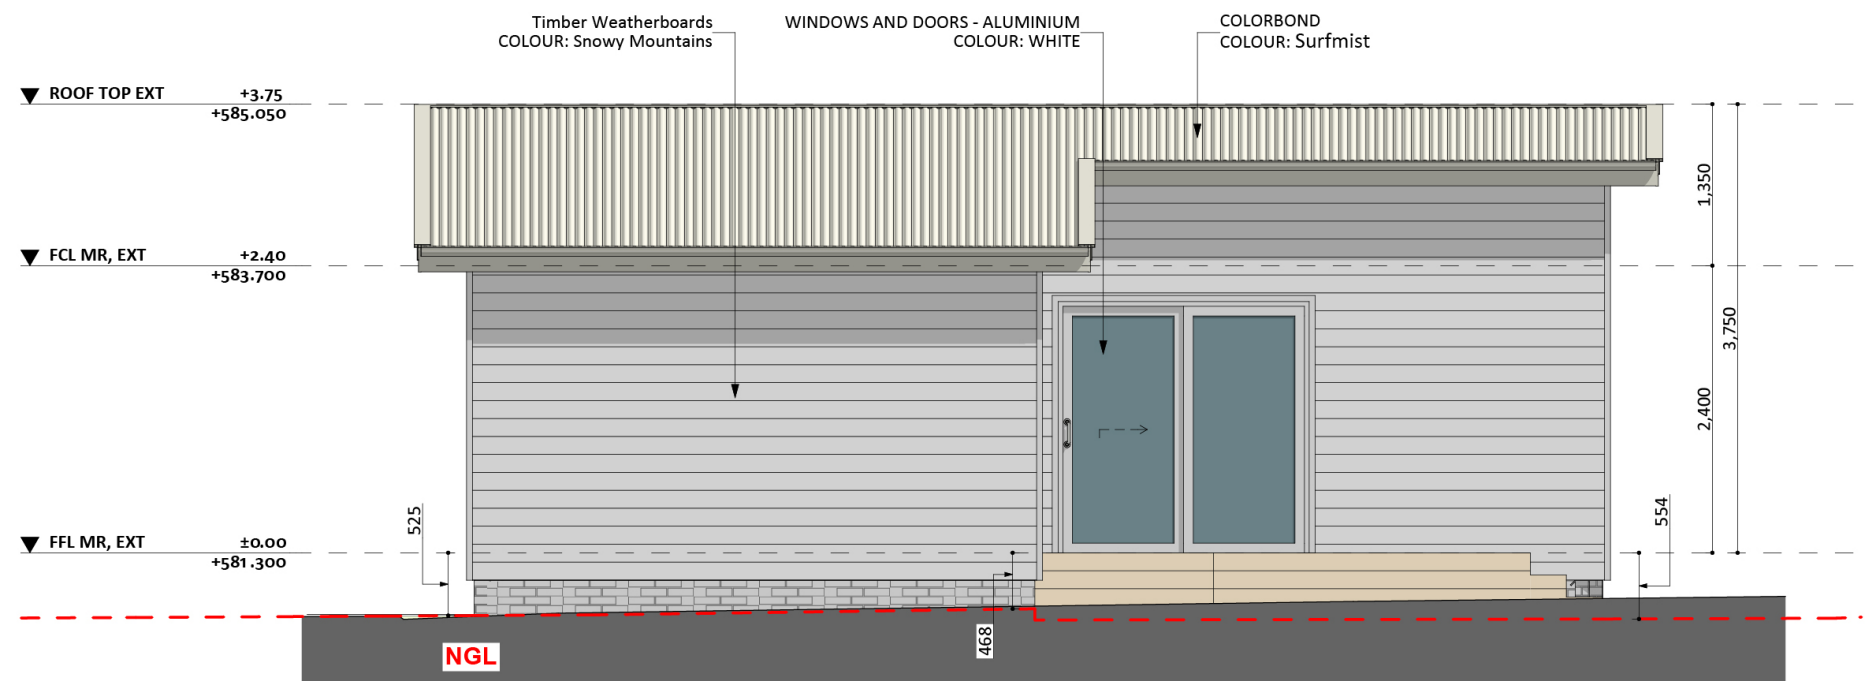 Timber Weatherboards
COLOUR: Snowy Mountains
WINDOWS AND DOORS - ALUMINIUM
COLOUR: WHITE
COLORBOND
COLOUR: Surfmist
ROOF TOP EXT +3.75
+585.050
FCL MR, EXT +2.40
+583.700
FFL MR, EXT ±0.00
+581.300
1,350
3,750
2,400
525
554
468
NGL